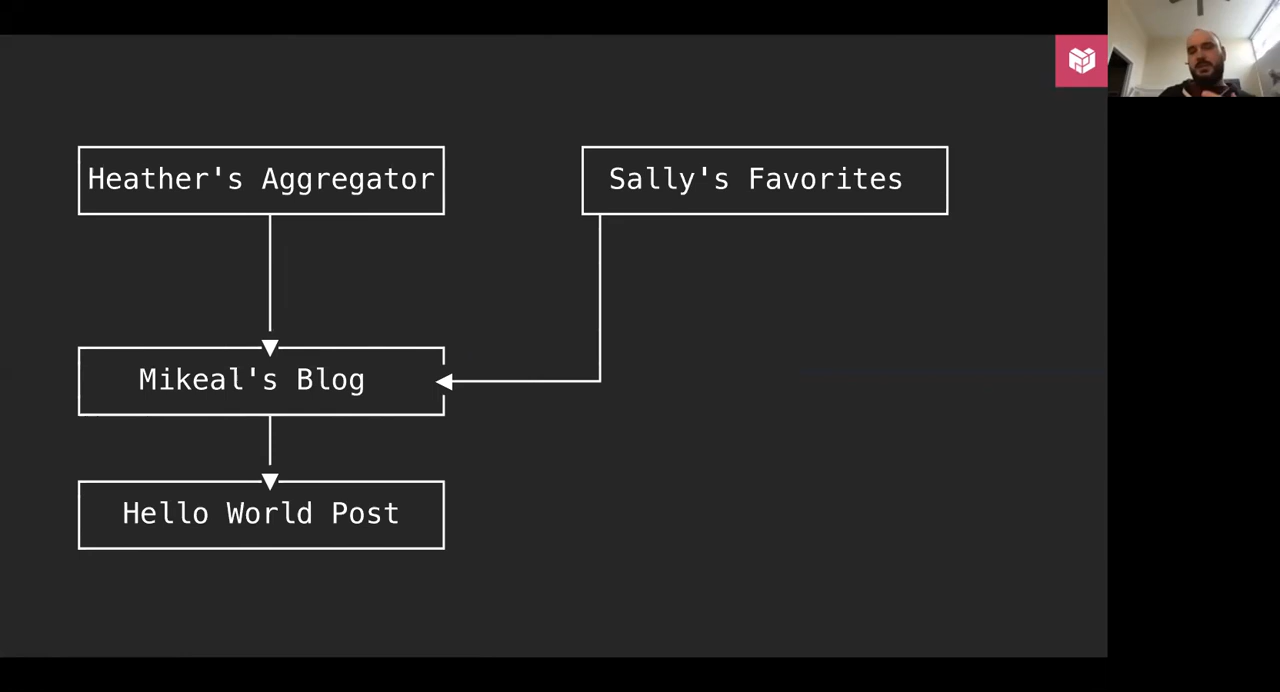 Heather's Aggregator
Sally's Favorites
Mikeal's Blog
Hello World Post